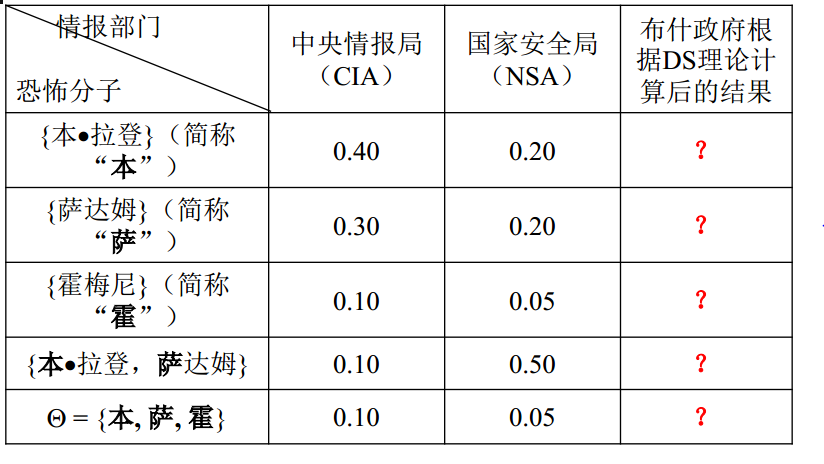 情报部门
恐怖分子
中央情报局
（CIA）
国家安全局
（NSA）
布什政府根
据DS理论计
算后的结果
{本•拉登}（简称
“本”）
0.40
0.20
？
{萨达姆}（简称
“萨”）
0.30
0.20
？
{霍梅尼}（简称
“霍”）
0.10
0.05
？
{本•拉登，萨达姆}
0.10
0.50
？
Θ = {本, 萨, 霍}
0.10
0.05
？